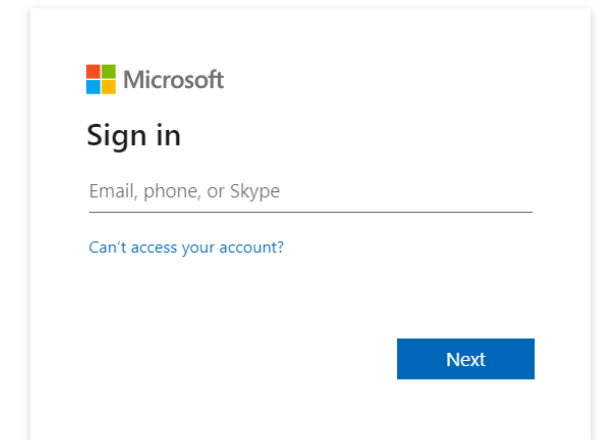 Microsoft
Sign in
Email, phone, or Skype
Can't access your account?
Next